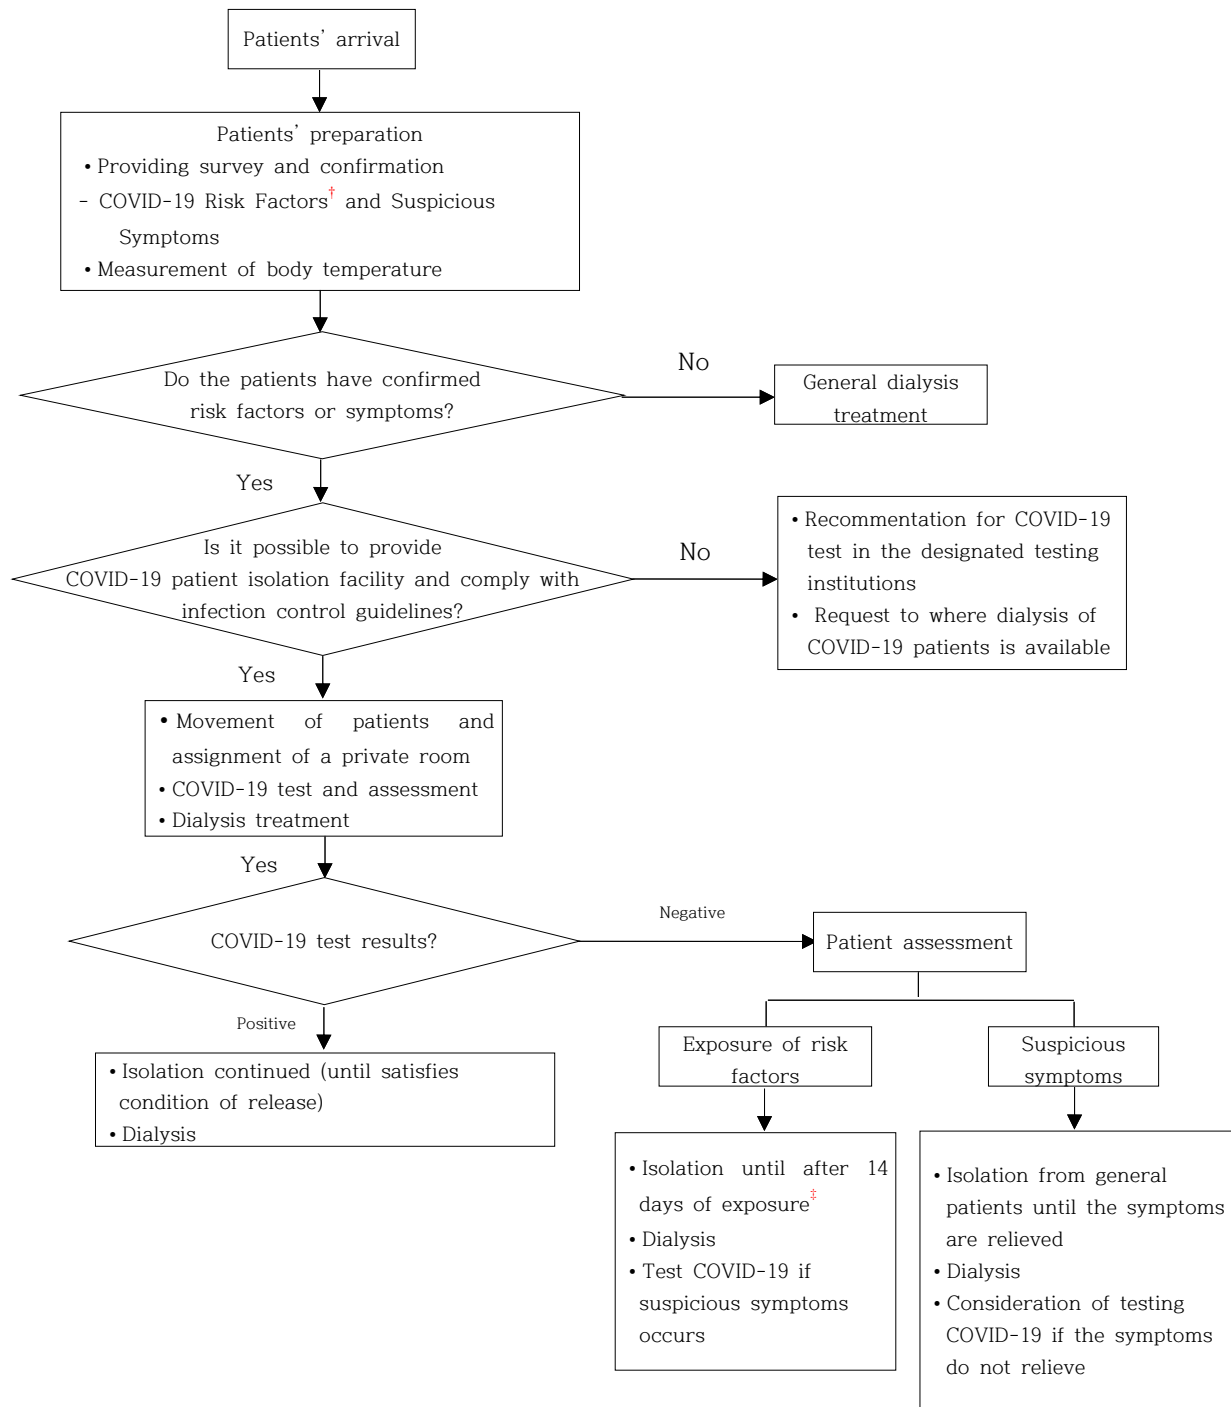 Patients' arrival
Patients' preparation
• Providing survey and confirmation
- COVID-19 Risk Factors† and Suspicious
Symptoms
• Measurement of body temperature
Do the patients have confirmed
risk factors or symptoms?
No
General dialysis
treatment
Yes
Is it possible to provide
COVID-19 patient isolation facility and comply with
infection control guidelines?
No
• Recommentation for COVID-19
test in the designated testing
institutions
• Request to where dialysis of
COVID-19 patients is available
Yes
• Movement of patients and
assignment of a private room
• COVID-19 test and assessment
• Dialysis treatment
Yes
COVID-19 test results?
Negative
Patient assessment
Positive
• Isolation continued (until satisfies
condition of release)
• Dialysis
Exposure of risk
factors
Suspicious
symptoms
• Isolation until after 14
days of exposure‡
• Dialysis
• Test COVID-19 if
suspicious symptoms
occurs
• Isolation from general
patients until the symptoms
are relieved
• Dialysis
• Consideration of testing
COVID-19 if the symptoms
do not relieve